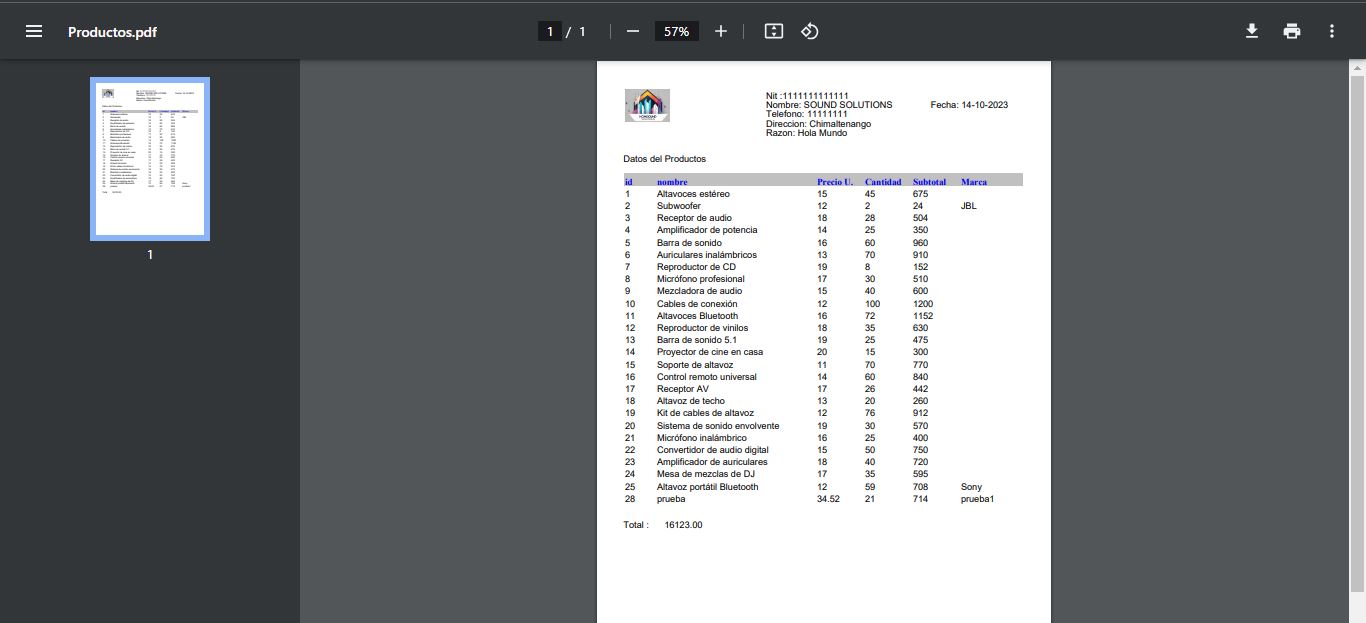 Productos.pdf
1 / 1
57%
1
Nit :1111111111111
Nombre: SOUND SOLUTIONS Fecha: 14-10-2023
Telefono: 11111111
Direccion: Chimaltenango
Razon: Hola Mundo
Datos del Productos
id nombre Precio U. Cantidad Subtotal Marca
1 Altavoces estéreo 15 45 675
2 Subwoofer 12 2 24 JBL
3 Receptor de audio 18 28 504
4 Amplificador de potencia 14 25 350
5 Barra de sonido 16 60 960
6 Auriculares inalámbricos 13 70 910
7 Reproductor de CD 19 8 152
8 Micrófono profesional 17 30 510
9 Mezcladora de audio 15 40 600
10 Cables de conexión 12 100 1200
11 Altavoces Bluetooth 16 72 1152
12 Reproductor de vinilos 18 35 630
13 Barra de sonido 5.1 19 25 475
14 Proyector de cine en casa 20 15 300
15 Soporte de altavoz 11 70 770
16 Control remoto universal 14 60 840
17 Receptor AV 17 26 442
18 Altavoz de techo 13 20 260
19 Kit de cables de altavoz 12 76 912
20 Sistema de sonido envolvente 19 30 570
21 Micrófono inalámbrico 16 25 400
22 Convertidor de audio digital 15 50 750
23 Amplificador de auriculares 18 40 720
24 Mesa de mezclas de DJ 17 35 595
25 Altavoz portátil Bluetooth 12 59 708 Sony
28 prueba 34.52 21 714 prueba1
Total : 16123.00